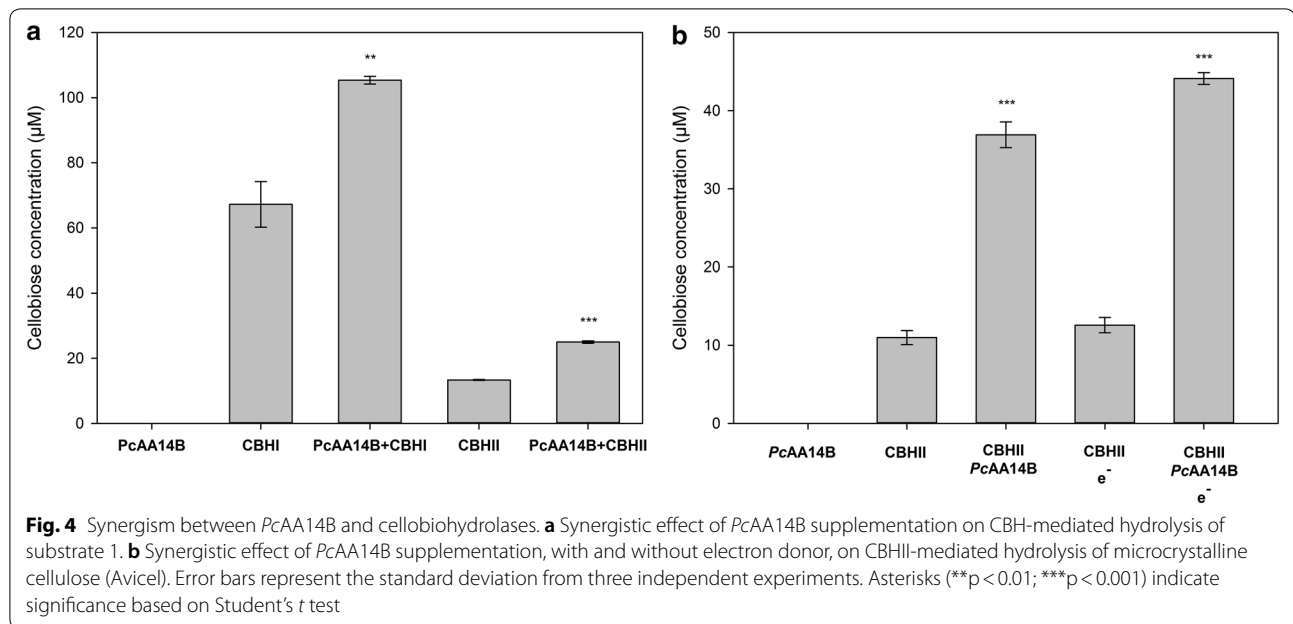 a
120
100
80
60
40
20
0
Cellobiose concentration (µM)
**
***
PcAA14B CBHI PcAA14B+CBHI CBHII PcAA14B+CBHII
b
50
40
30
20
10
0
Cellobiose concentration (µM)
***
***
PcAA14B CBHII CBHII CBHII CBHII
PcAA14B e- PcAA14B
e-
Fig. 4 Synergism between PcAA14B and cellobiohydrolases. a Synergistic effect of PcAA14B supplementation on CBH-mediated hydrolysis of
substrate 1. b Synergistic effect of PcAA14B supplementation, with and without electron donor, on CBHII-mediated hydrolysis of microcrystalline
cellulose (Avicel). Error bars represent the standard deviation from three independent experiments. Asterisks (**p < 0.01; ***p < 0.001) indicate
significance based on Student's t test